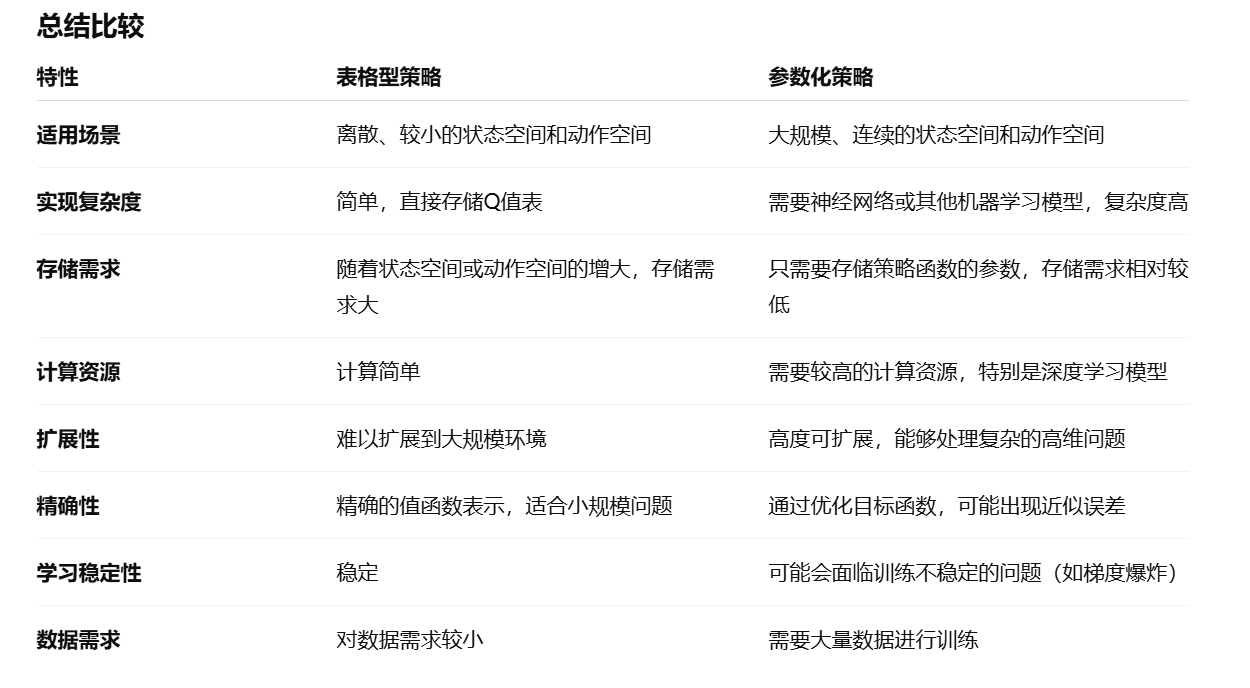 总结比较
特性 表格型策略 参数化策略
适用场景 离散、较小的状态空间和动作空间 大规模、连续的状态空间和动作空间
实现复杂度 简单，直接存储Q值表 需要神经网络或其他机器学习模型，复杂度高
存储需求 随着状态空间或动作空间的增大，存储需 只需要存储策略函数的参数，存储需求相对较
求大 低
计算资源 计算简单 需要较高的计算资源，特别是深度学习模型
扩展性 难以扩展到大规模环境 高度可扩展，能够处理复杂的高维问题
精确性 精确的值函数表示，适合小规模问题 通过优化目标函数，可能出现近似误差
学习稳定性 稳定 可能会面临训练不稳定的问题（如梯度爆炸）
数据需求 对数据需求较小 需要大量数据进行训练